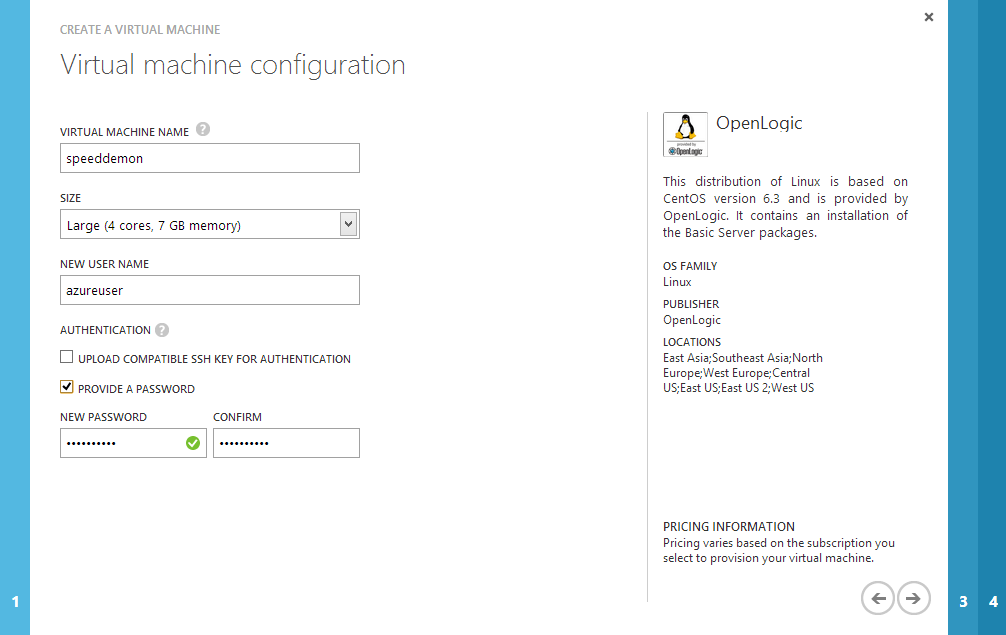 CREATE A VIRTUAL MACHINE
Virtual machine configuration
VIRTUAL MACHINE NAME ?
speeddemon
SIZE
Large (4 cores, 7 GB memory)
NEW USER NAME
azureuser
AUTHENTICATION ?
UPLOAD COMPATIBLE SSH KEY FOR AUTHENTICATION
PROVIDE A PASSWORD
NEW PASSWORD CONFIRM
•••••••••• ••••••••••
provided by
OpenLogic
OpenLogic
This distribution of Linux is based on
CentOS version 6.3 and is provided by
OpenLogic. It contains an installation of
the Basic Server packages.
OS FAMILY
Linux
PUBLISHER
OpenLogic
LOCATIONS
East Asia;Southeast Asia;North
Europe;West Europe;Central
US;East US;East US 2;West US
PRICING INFORMATION
Pricing varies based on the subscription you
select to provision your virtual machine.
1
3 4